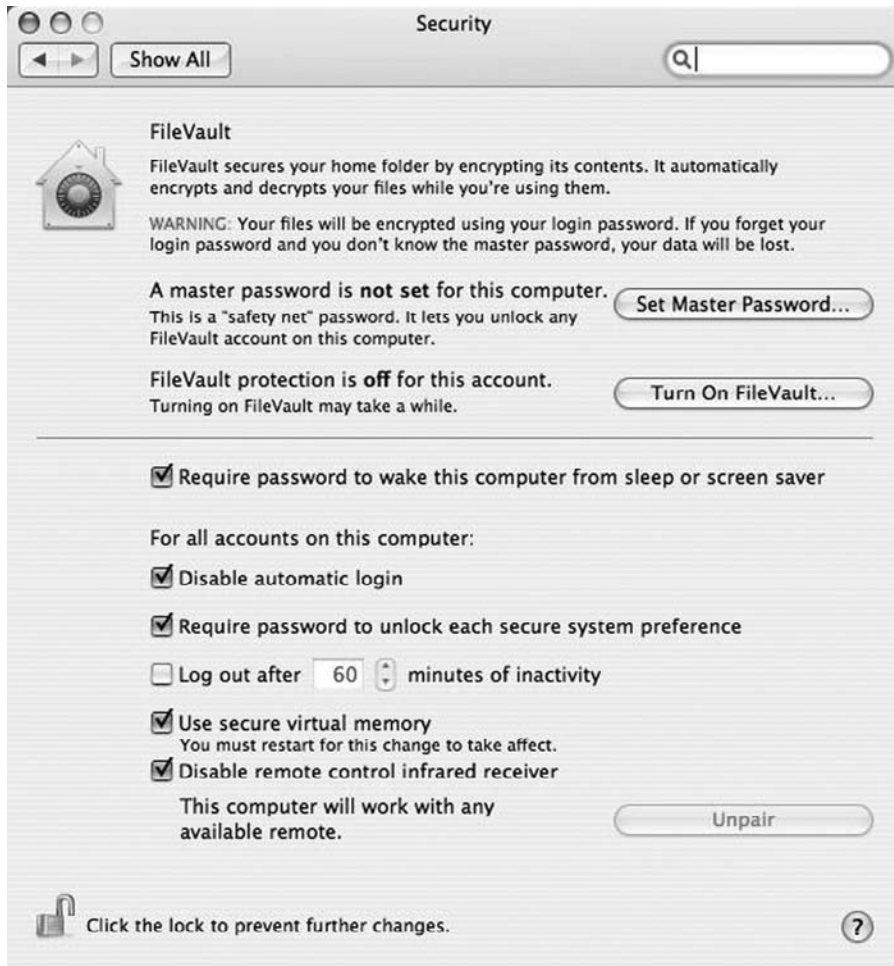 Security
Show All
FileVault
FileVault secures your home folder by encrypting its contents. It automatically
encrypts and decrypts your files while you're using them.
WARNING: Your files will be encrypted using your login password. If you forget your
login password and you don't know the master password, your data will be lost.
A master password is not set for this computer.
This is a "safety net" password. It lets you unlock any
FileVault account on this computer.
Set Master Password...
FileVault protection is off for this account.
Turning on FileVault may take a while.
Turn On FileVault...
Require password to wake this computer from sleep or screen saver
For all accounts on this computer:
Disable automatic login
Require password to unlock each secure system preference
Log out after 60 minutes of inactivity
Use secure virtual memory
You must restart for this change to take affect.
Disable remote control infrared receiver
This computer will work with any
available remote.
Unpair
Click the lock to prevent further changes.
?